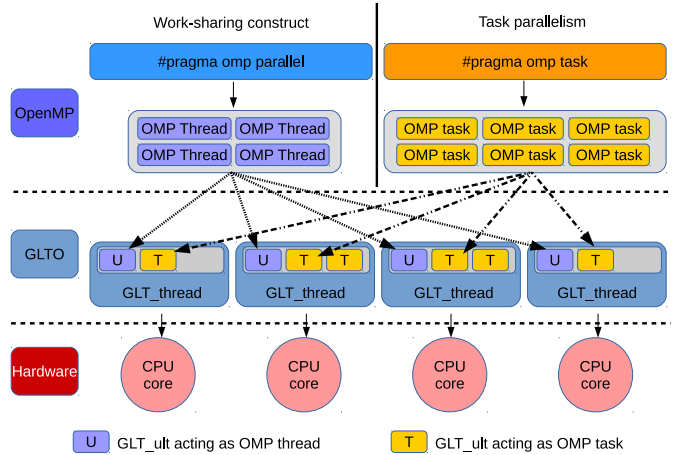 Work-sharing construct
Task parallelism
#pragma omp parallel
#pragma omp task
OpenMP
OMP Thread OMP Thread
OMP Thread OMP Thread
OMP task OMP task OMP task
OMP task OMP task OMP task
GLTO
U T
U T T
U T T
U T
GLT_thread
GLT_thread
GLT_thread
GLT_thread
Hardware
CPU
core
CPU
core
CPU
core
CPU
core
U GLT_ult acting as OMP thread
T GLT_ult acting as OMP task